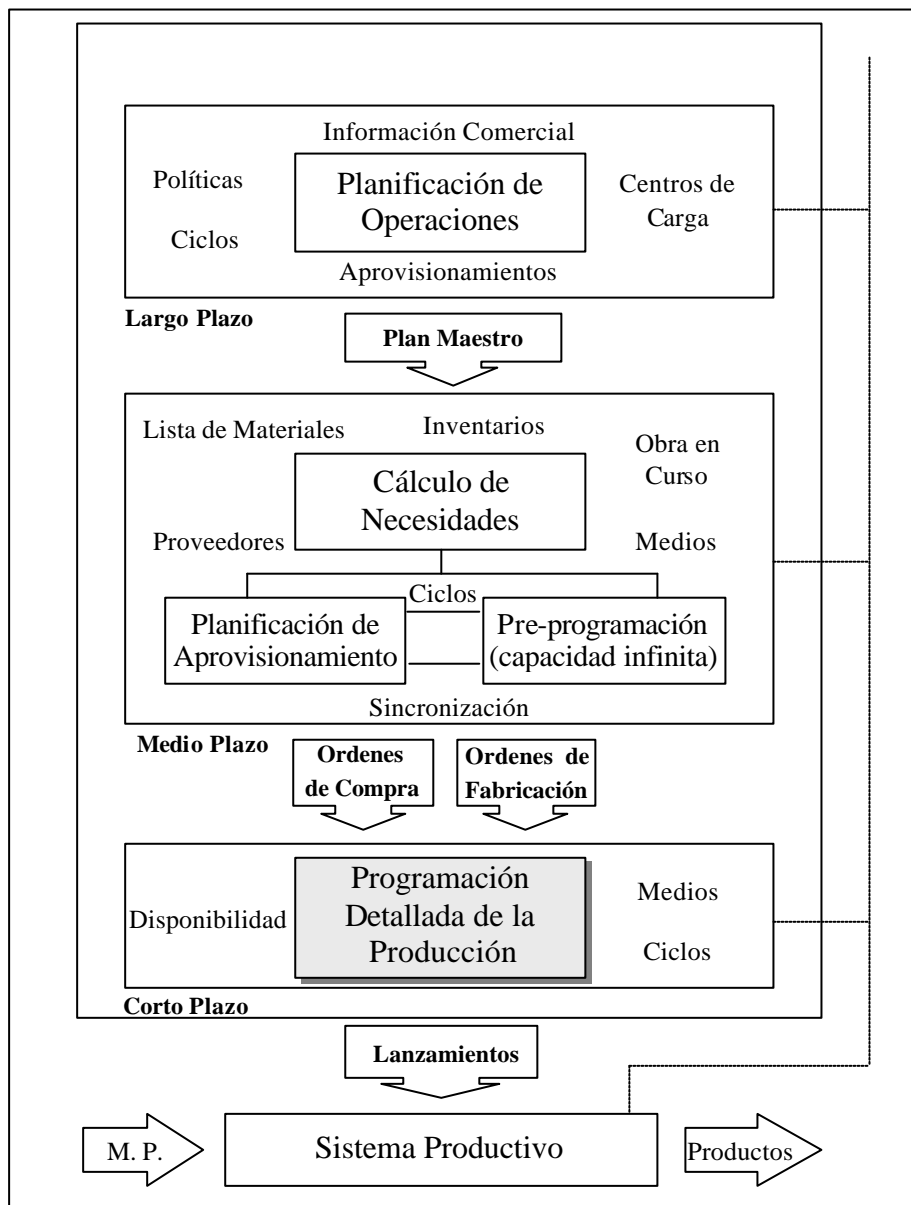 Información Comercial
Políticas
Planificación de
Operaciones
Centros de
Carga
Ciclos
Aprovisionamientos
Largo Plazo
Plan Maestro
Lista de Materiales
Inventarios
Obra en
Curso
Cálculo de
Necesidades
Proveedores
Medios
Ciclos
Planificación de
Aprovisionamiento
Pre-programación
(capacidad infinita)
Sincronización
Medio Plazo
Ordenes
de Compra
Ordenes de
Fabricación
Disponibilidad
Programación
Detallada de la
Producción
Medios
Ciclos
Corto Plazo
Lanzamientos
M. P.
Sistema Productivo
Productos